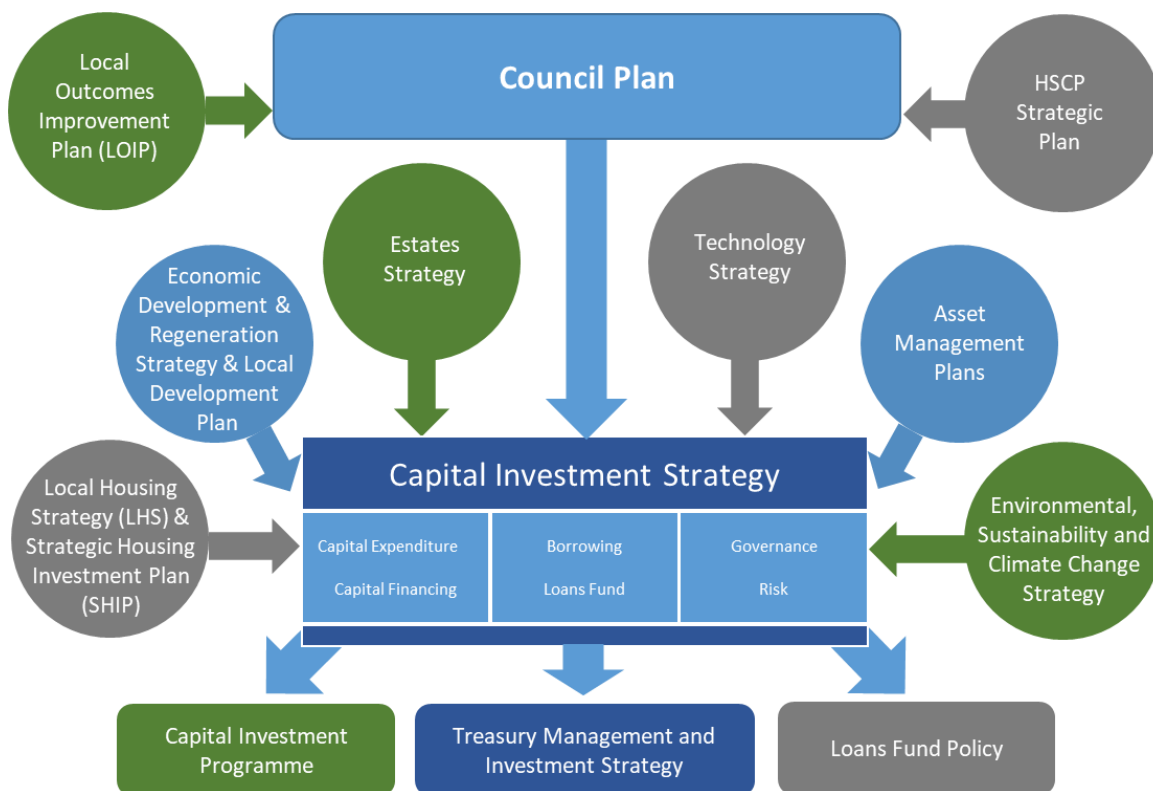 Local
Outcomes
Improvement
Plan (LOIP)
Council Plan
HSCP
Strategic
Plan
Estates
Strategy
Technology
Strategy
Economic
Development &
Regeneration
Strategy & Local
Development
Plan
Asset
Management
Plans
Capital Investment Strategy
Local Housing
Strategy (LHS) &
Strategic Housing
Investment Plan
(SHIP)
Capital Expenditure
Capital Financing
Borrowing
Loans Fund
Governance
Risk
Environmental,
Sustainability and
Climate Change
Strategy
Capital Investment
Programme
Treasury Management and
Investment Strategy
Loans Fund Policy